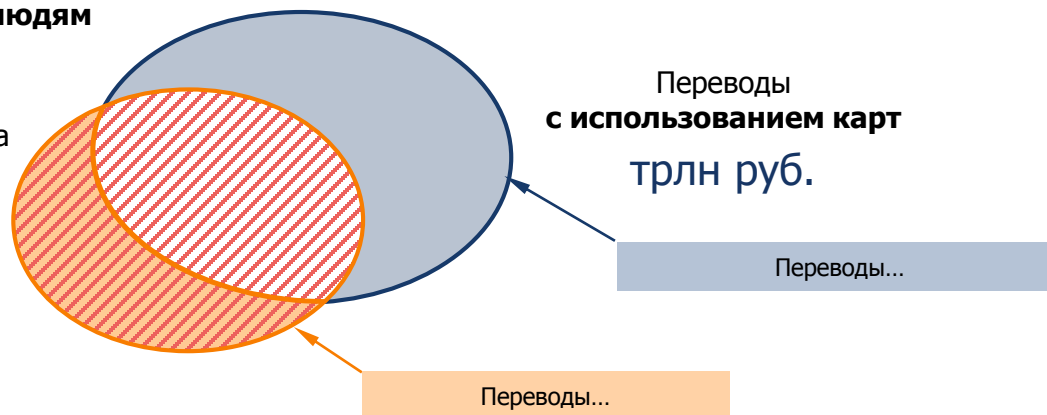 людям
а
Переводы
с использованием карт
трлн руб.
Переводы...
Переводы...